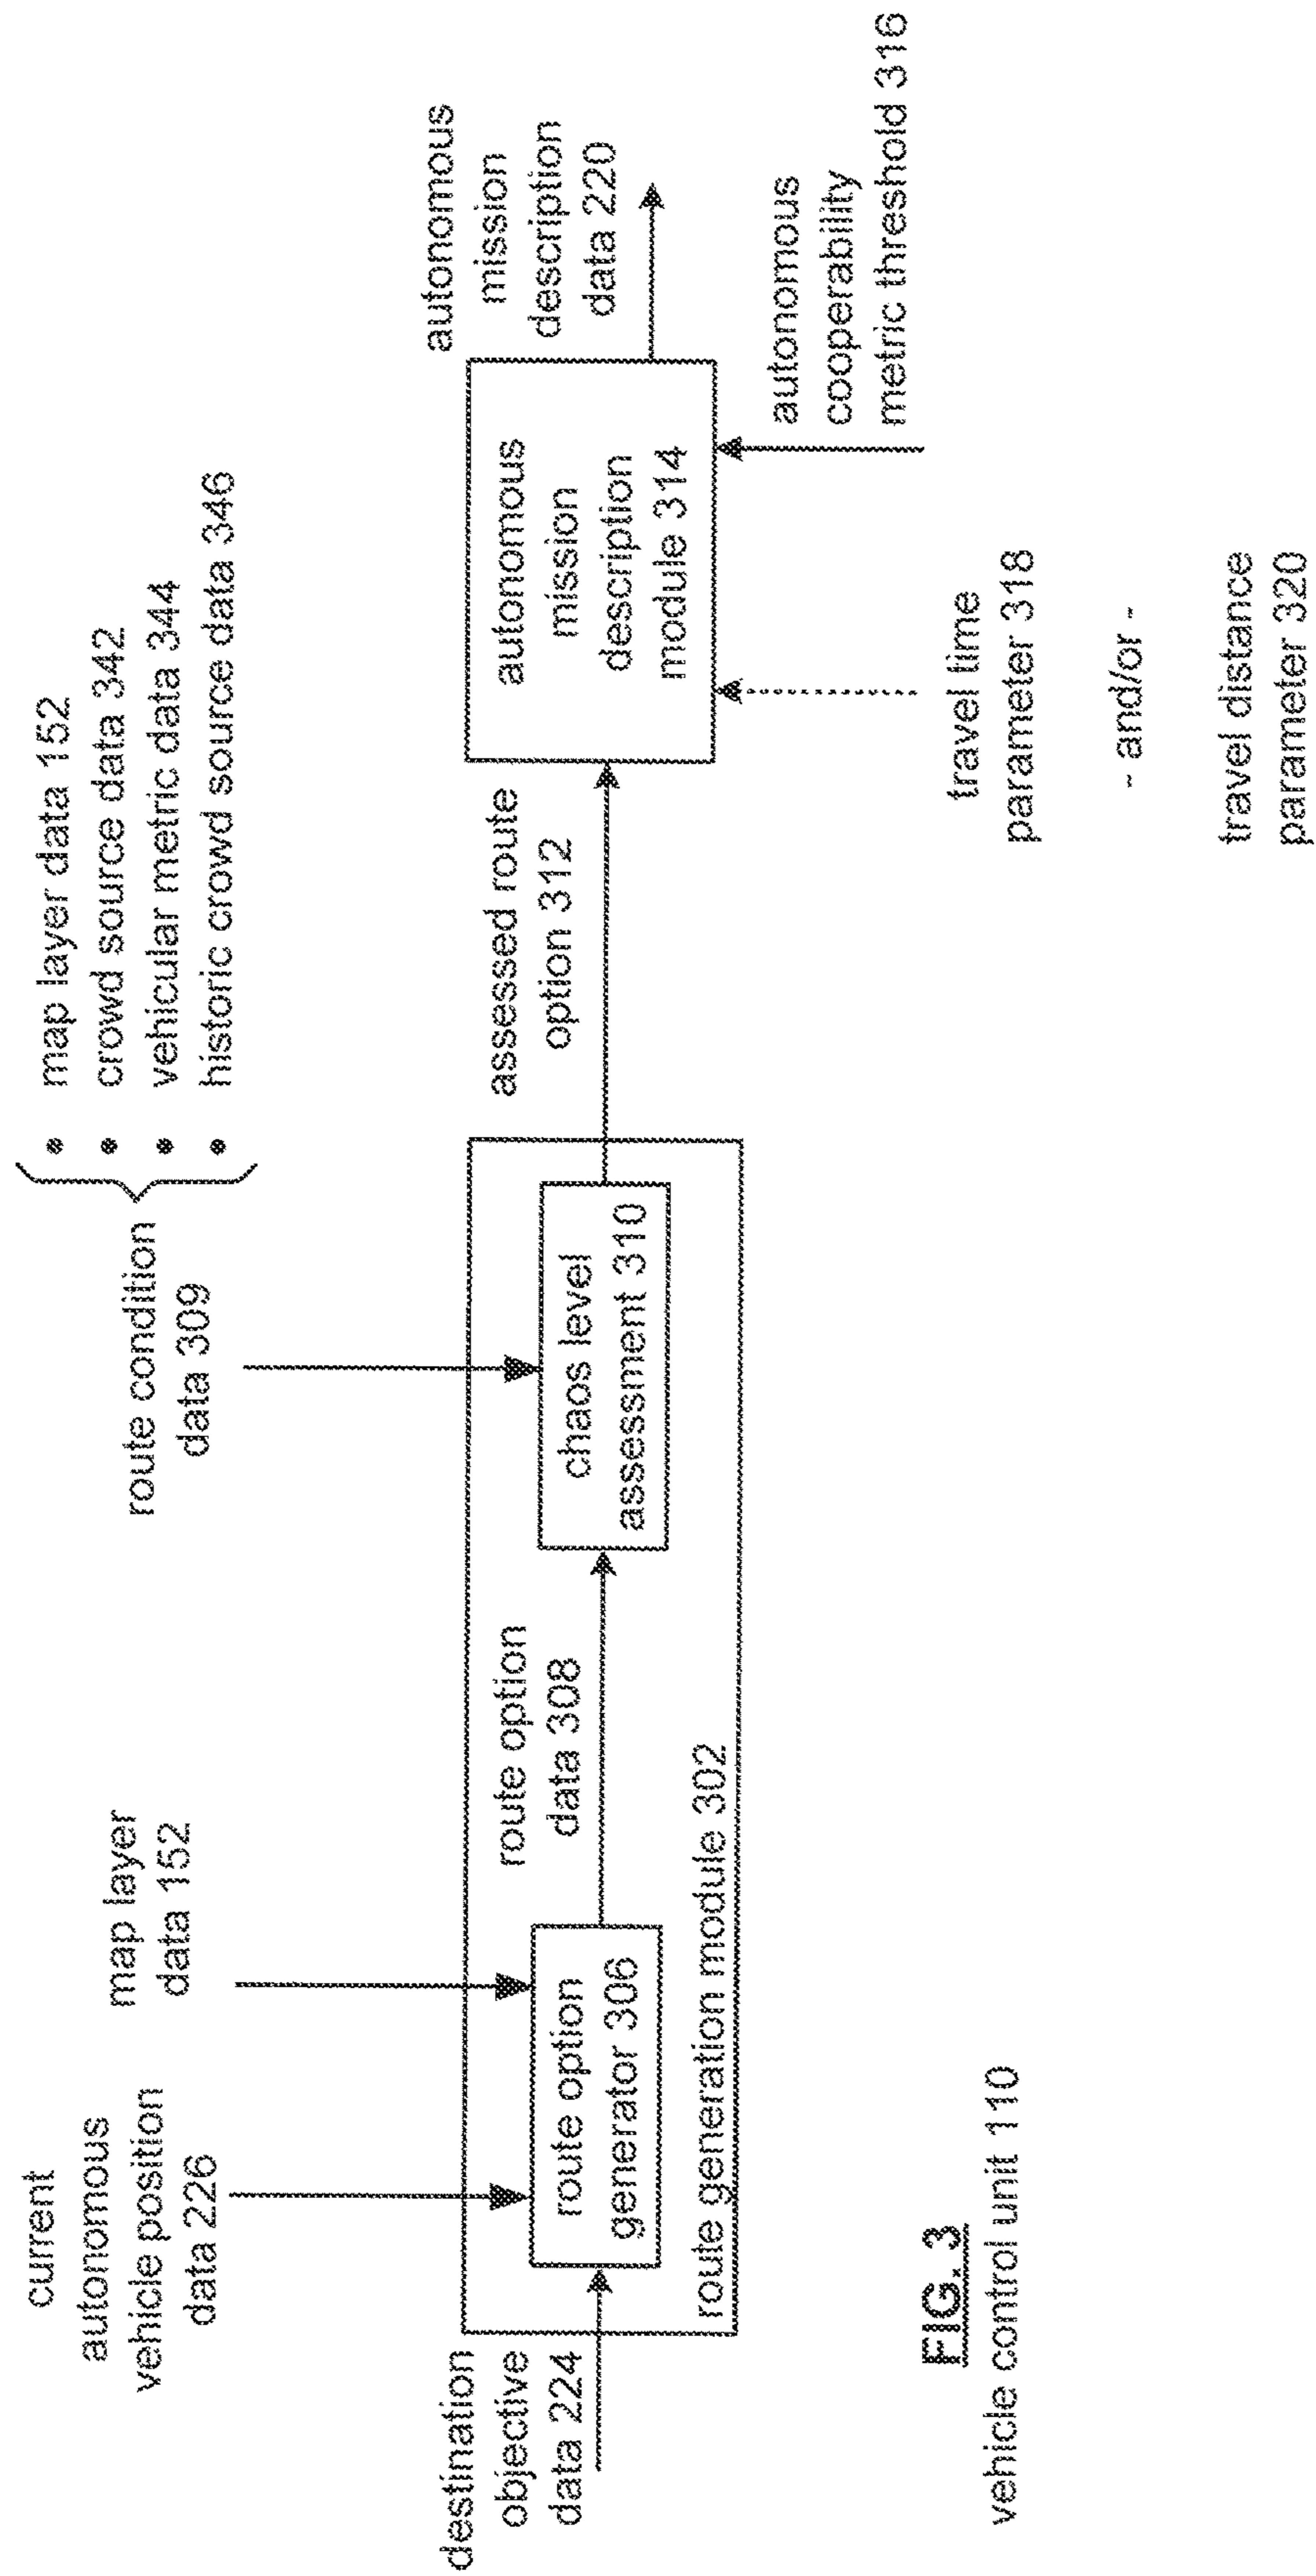 current
autonomous
vehicle position
data 226
map layer
data 152
route condition
data 309
• map layer data 152
• crowd source data 342
• vehicular metric data 344
• historic crowd source data 346
destination
objective
data 224
route option
generator 306
route option
data 308
chaos level
assessment 310
route generation module 302
assessed route
option 312
autonomous
mission
description
module 314
autonomous
mission
description
data 220
travel time
parameter 318
- and/or -
travel distance
parameter 320
autonomous
cooperability
metric threshold 316
FIG. 3
vehicle control unit 110